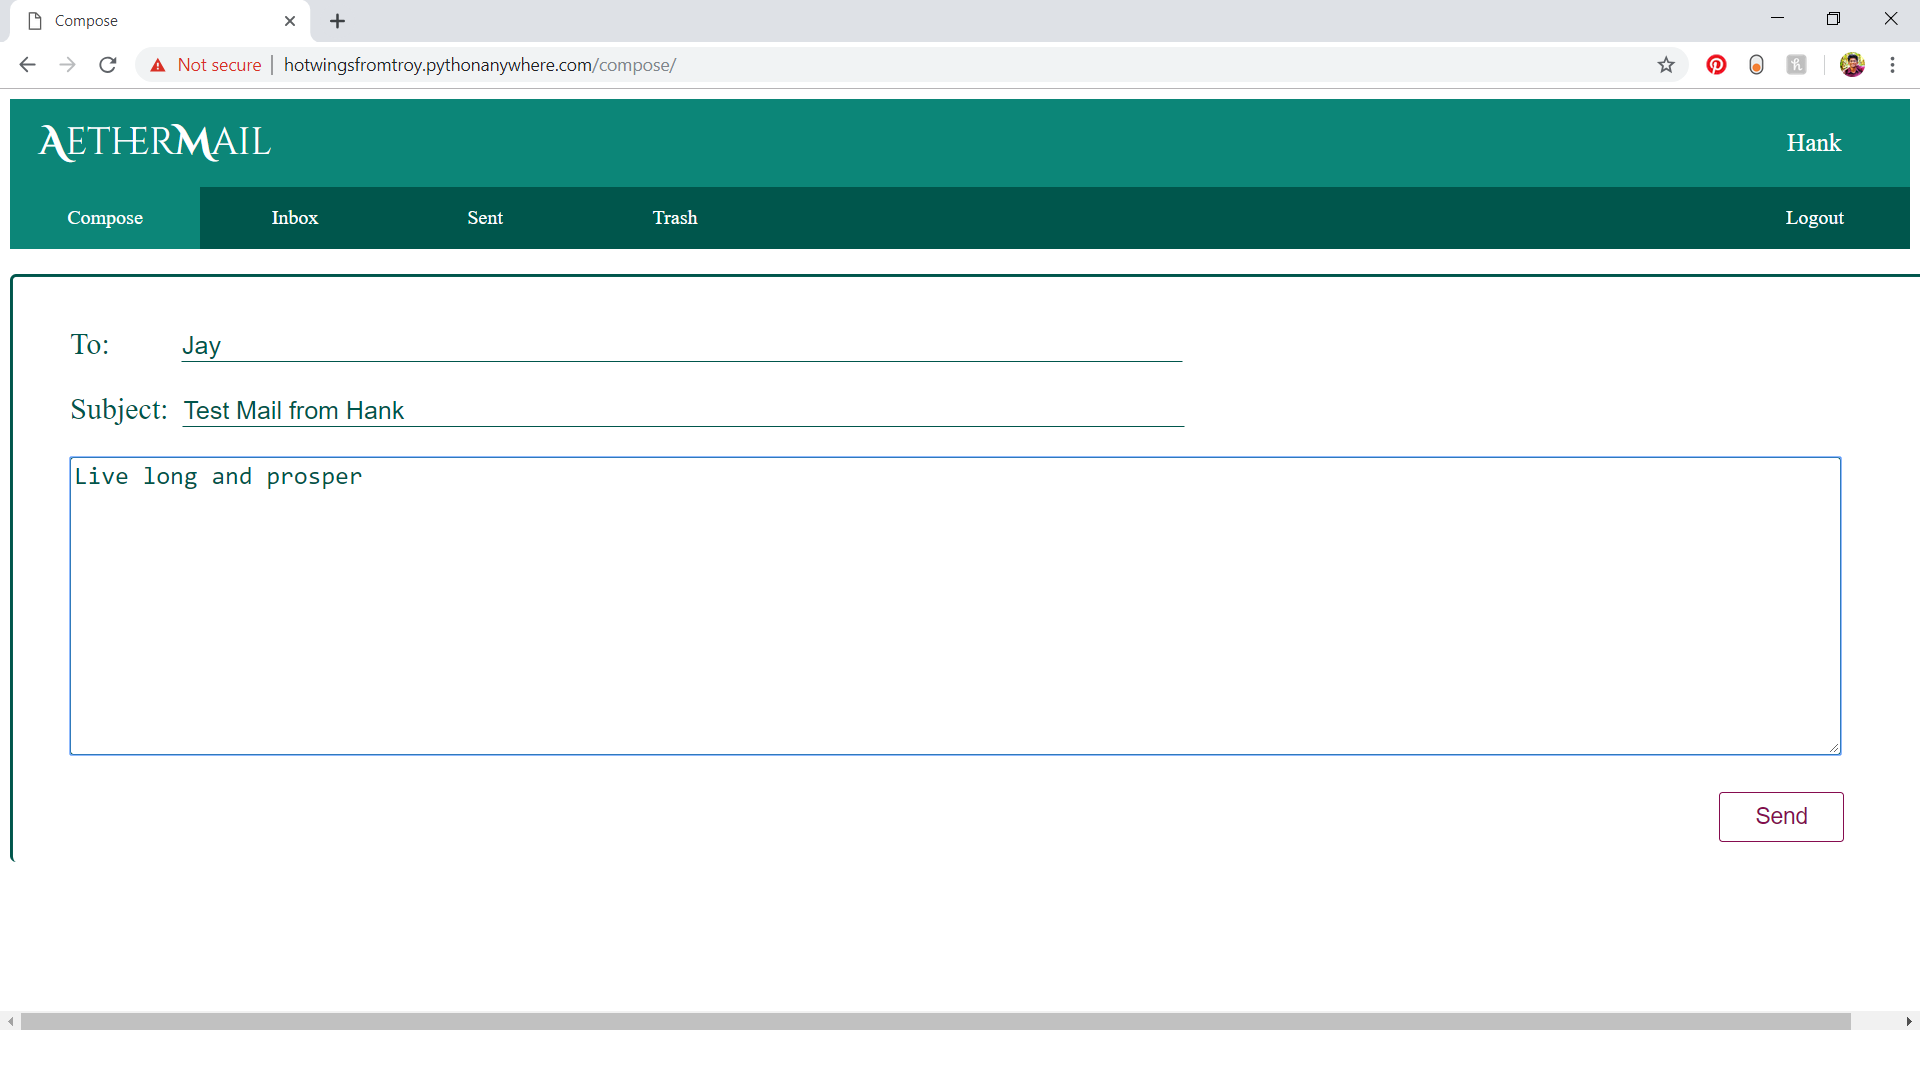 Compose
Not secure hotwingsfromtroy.pythonanywhere.com/compose/
AETHERMAIL
Hank
Compose Inbox Sent Trash Logout
To: Jay
Subject: Test Mail from Hank
Live long and prosper
Send